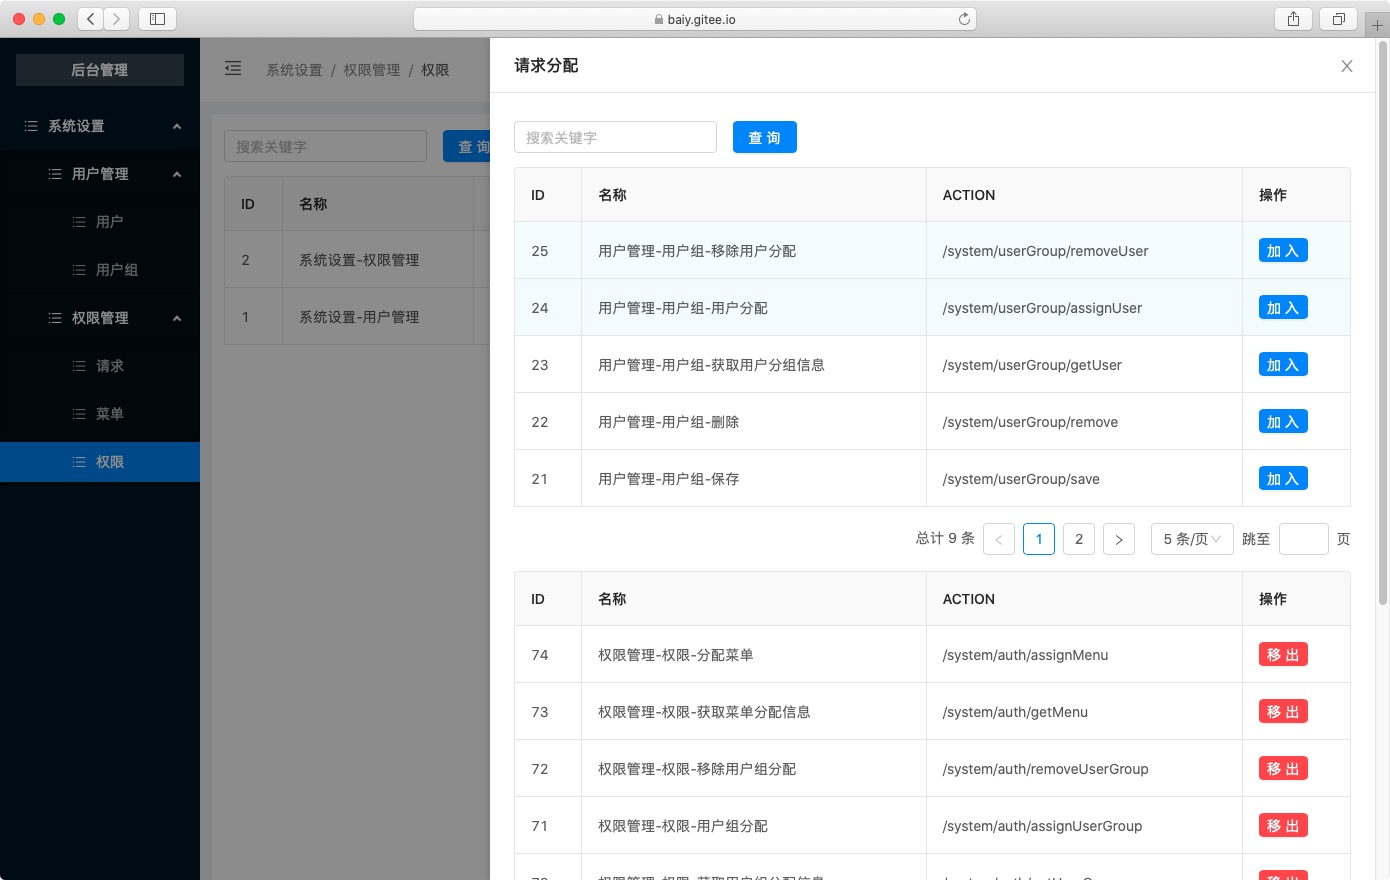 baiy.gitee.io
后台管理
系统设置
用户管理
用户
用户组
权限管理
请求
菜单
权限
系统设置 / 权限管理 / 权限
搜索关键字 查 询
ID 名称
2 系统设置-权限管理
1 系统设置-用户管理
请求分配
搜索关键字 查 询
ID 名称 ACTION 操作
25 用户管理-用户组-移除用户分配 /system/userGroup/removeUser 加 入
24 用户管理-用户组-用户分配 /system/userGroup/assignUser 加 入
23 用户管理-用户组-获取用户分组信息 /system/userGroup/getUser 加 入
22 用户管理-用户组-删除 /system/userGroup/remove 加 入
21 用户管理-用户组-保存 /system/userGroup/save 加 入
总计 9 条 < 1 2 > 5 条/页 跳至 页
ID 名称 ACTION 操作
74 权限管理-权限-分配菜单 /system/auth/assignMenu 移 出
73 权限管理-权限-获取菜单分配信息 /system/auth/getMenu 移 出
72 权限管理-权限-移除用户组分配 /system/auth/removeUserGroup 移 出
71 权限管理-权限-用户组分配 /system/auth/assignUserGroup 移 出